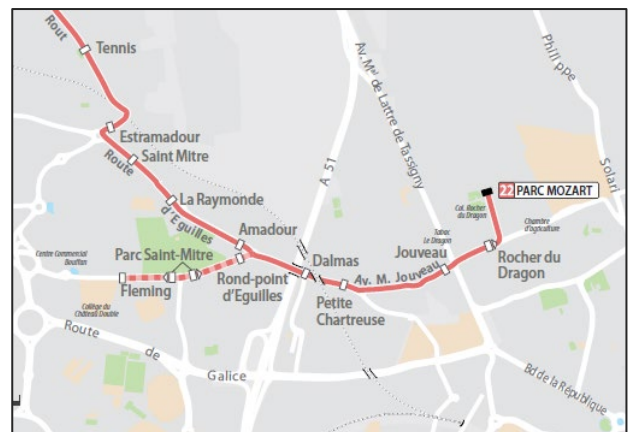 Rout
Tennis
Av. Mal de Lattre de Tassigny
Philippe
Solari
Estramadour
Saint Mitre
Route
d'Eguilles
La Raymonde
A 51
22 PARC MOZART
Col. Rocher
du Dragon
Chambre
d'agriculture
Tabac
Le Dragon
Amadour
Centre Commercial
Parc Saint-Mitre
Dalmas
Jouveau
Rocher du
Dragon
Fleming
Rond-point
d'Eguilles
Av. M. Jouveau
Petite
Chartreuse
Collège du
Château Double
Route de
Galice
Bd de la République